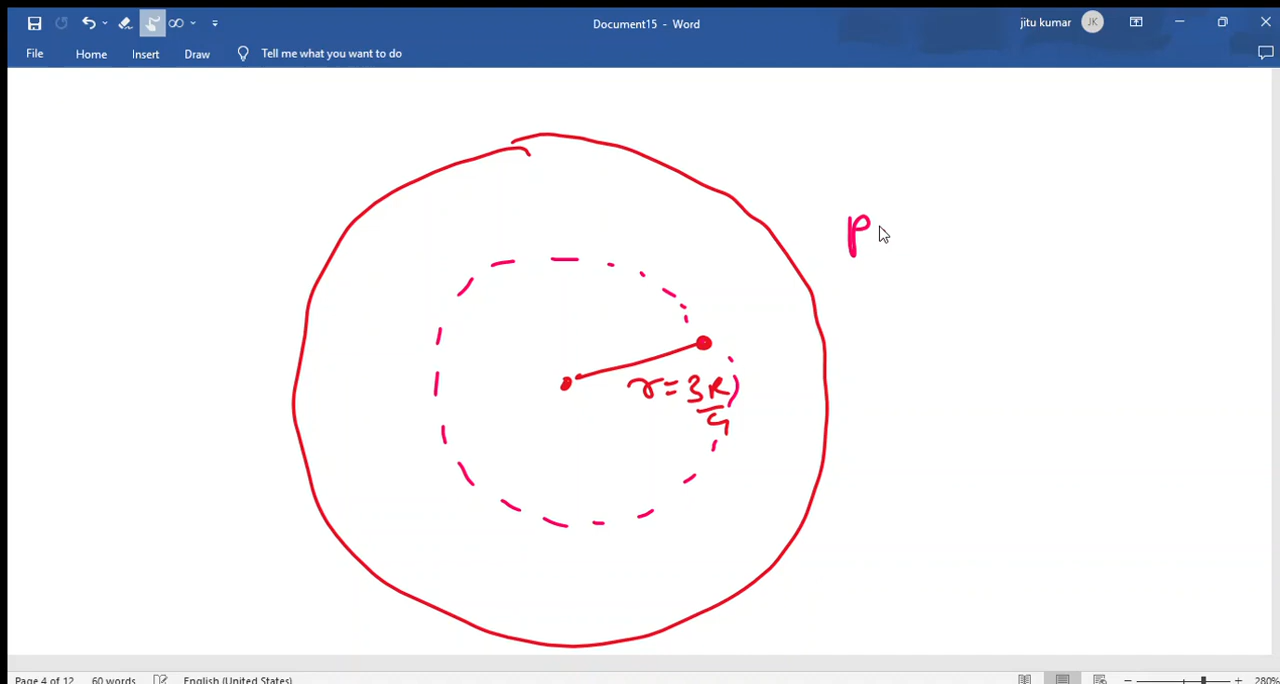 Document15 - Word
jitu kumar JK
File Home Insert Draw Tell me what you want to do
P
r = 3R
4
Page 4 of 12 60 words English (United States) 280%